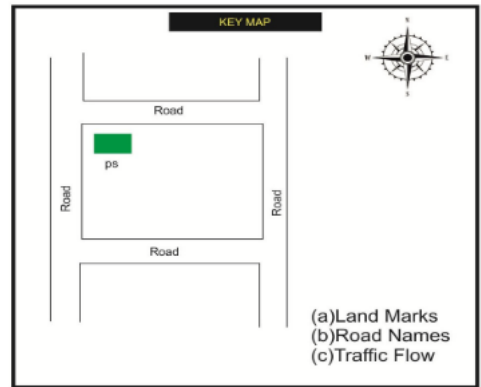 KEY MAP
N
W
E
S
Road
ps
Road
Road
Road
(a)Land Marks
(b)Road Names
(c)Traffic Flow